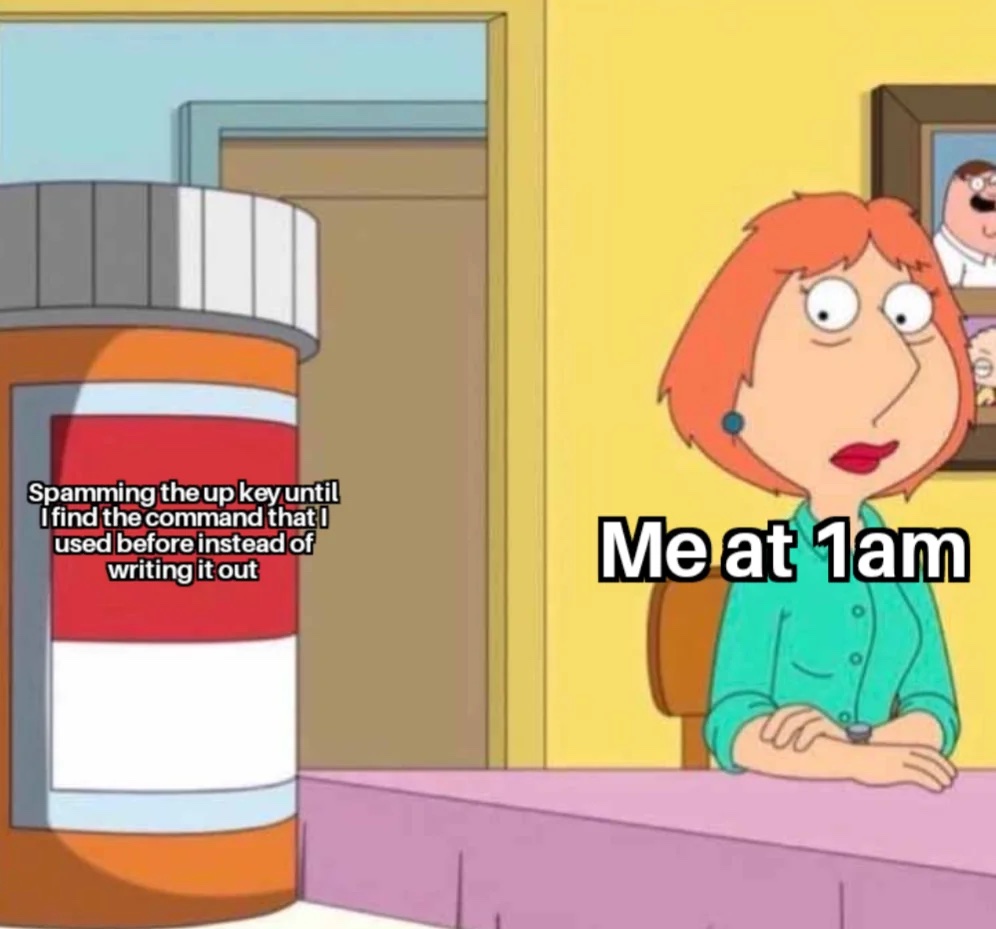 Spamming the up key until
I find the command that I
used before instead of
writing it out
Me at 1am